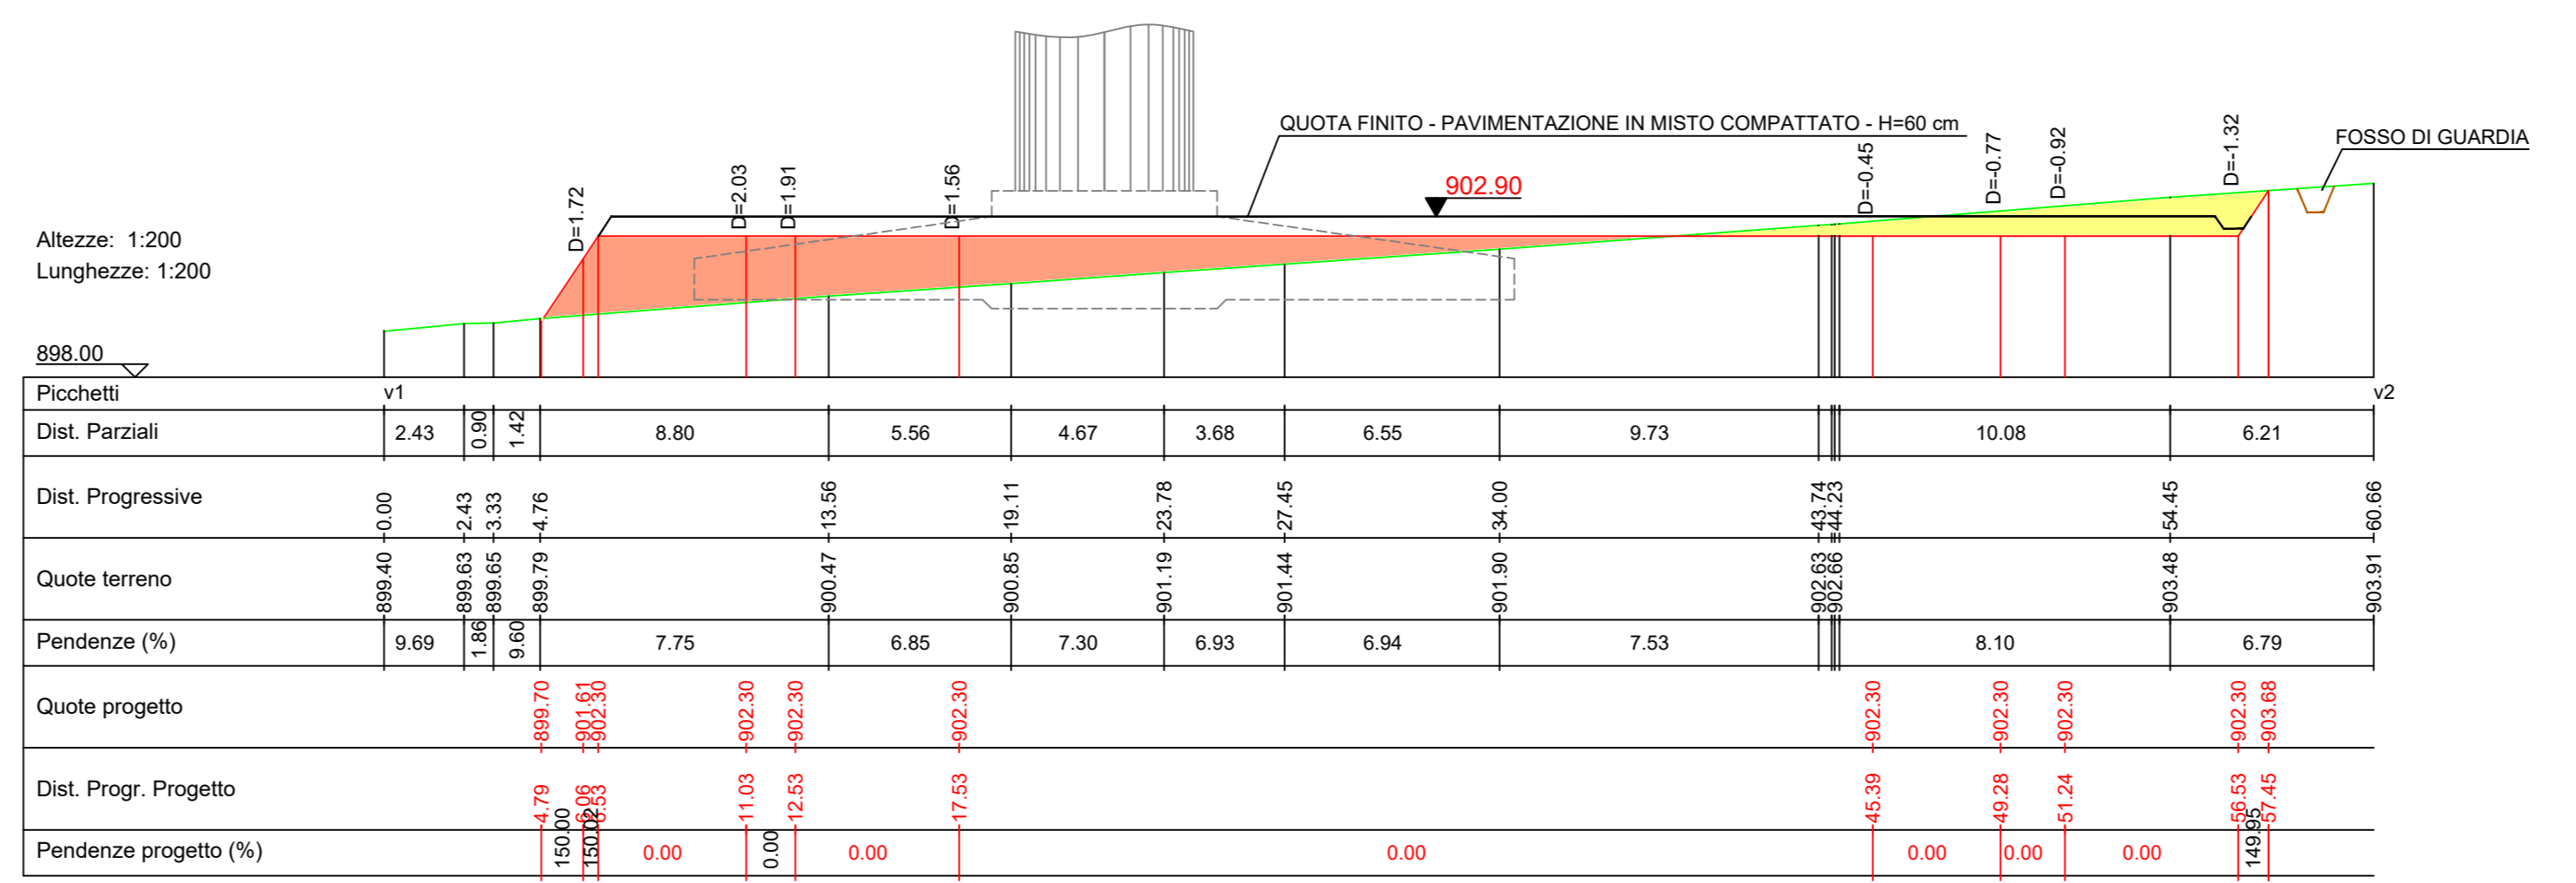 QUOTA FINITO - PAVIMENTAZIONE IN MISTO COMPATTATO - H=60 cm
FOSSO DI GUARDIA
902.90
D=1.72
D=2.03
D=1.91
D=1.56
D=-0.45
D=-0.77
D=-0.92
D=-1.32
Altezze: 1:200
Lunghezze: 1:200
898.00
Picchetti v1 v2
Dist. Parziali 2.43 0.90 1.42 8.80 5.56 4.67 3.68 6.55 9.73 10.08 6.21
Dist. Progressive 0.00 2.43 3.33 4.76 13.56 19.11 23.78 27.45 34.00 43.74 44.23 54.45 60.66
Quote terreno 899.40 899.63 899.65 899.79 900.47 900.85 901.19 901.44 901.90 902.63 902.66 903.48 903.91
Pendenze (%) 9.69 1.86 9.60 7.75 6.85 7.30 6.93 6.94 7.53 8.10 6.79
Quote progetto 899.70 901.61 902.30 902.30 902.30 902.30 902.30 902.30 902.30 902.30 903.68
Dist. Progr. Progetto 4.79 6.06 6.53 11.03 12.53 17.53 45.39 49.28 51.24 56.53 57.45
Pendenze progetto (%) 150.00 150.02 0.00 0.00 0.00 0.00 0.00 0.00 0.00 149.95